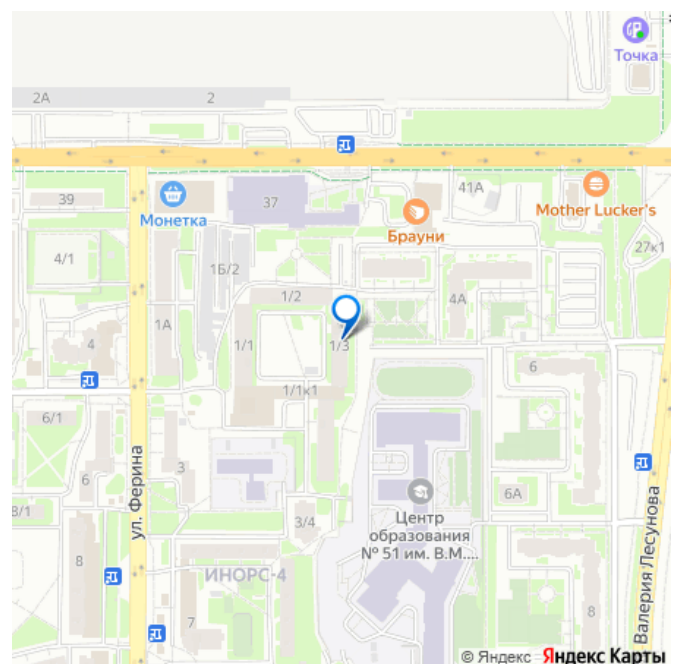 Точка
2А
2
39
Монетка
37
41А
Брауни
Mother Lucker's
27к1
4/1
1Б/2
1/2
4А
1А
1/1
1/3
4
6
1/1к1
6/1
ул. Ферина
3
6
6А
8/1
3/4
Центр
образования
№ 51 им. В.М....
Валерия Лесунова
8
ИНОРС-4
7
8
© Яндекс Яндекс Карты